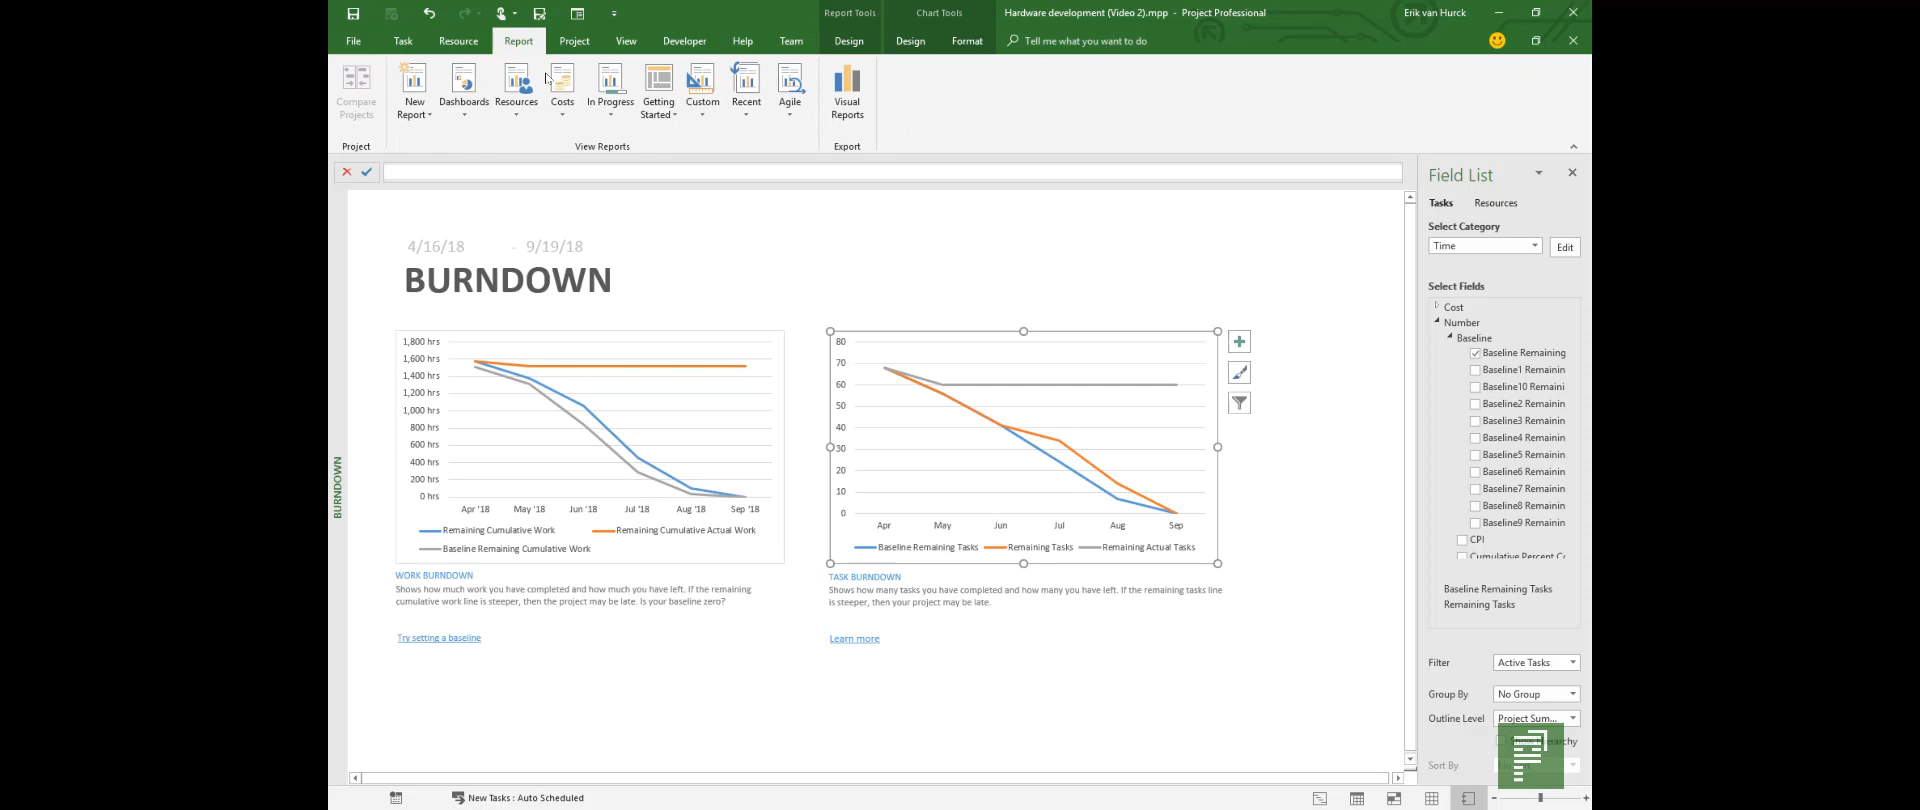 Report Tools
Chart Tools
Hardware development (Video 2).mpp - Project Professional
Erik van Hurck
File
Task
Resource
Report
Project
View
Developer
Help
Team
Design
Design
Format
Tell me what you want to do
Compare Projects
New Report
Dashboards
Resources
Costs
In Progress
Getting Started
Custom
Recent
Agile
Visual Reports
Project
View Reports
Export
Field List
Tasks
Resources
Select Category
Time
Edit
Select Fields
Cost
Number
Baseline
Baseline Remaining
Baseline1 Remainin
Baseline10 Remaini
Baseline2 Remainin
Baseline3 Remainin
Baseline4 Remainin
Baseline5 Remainin
Baseline6 Remainin
Baseline7 Remainin
Baseline8 Remainin
Baseline9 Remainin
CPI
Cumulative Percent Cc
Baseline Remaining Tasks
Remaining Tasks
Filter
Active Tasks
Group By
No Group
Outline Level
Project Sum...
Sort By
BURNDOWN
4/16/18 - 9/19/18
BURNDOWN
1,800 hrs
1,600 hrs
1,400 hrs
1,200 hrs
1,000 hrs
800 hrs
600 hrs
400 hrs
200 hrs
0 hrs
Apr '18
May '18
Jun '18
Jul '18
Aug '18
Sep '18
Remaining Cumulative Work
Remaining Cumulative Actual Work
Baseline Remaining Cumulative Work
WORK BURNDOWN
Shows how much work you have completed and how much you have left. If the remaining
cumulative work line is steeper, then the project may be late. Is your baseline zero?
Try setting a baseline
80
70
60
50
40
30
20
10
0
Apr
May
Jun
Jul
Aug
Sep
Baseline Remaining Tasks
Remaining Tasks
Remaining Actual Tasks
TASK BURNDOWN
Shows how many tasks you have completed and how many you have left. If the remaining tasks line
is steeper, then your project may be late.
Learn more
New Tasks : Auto Scheduled